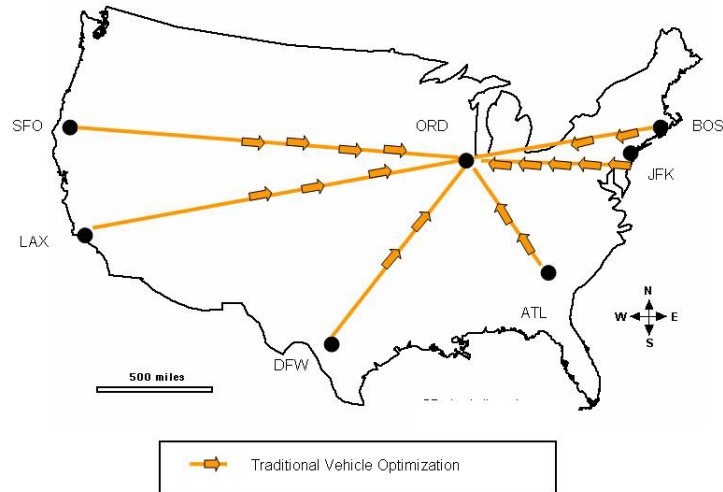 SFO
ORD
BOS
JFK
LAX
ATL
N
W E
S
DFW
500 miles
Traditional Vehicle Optimization